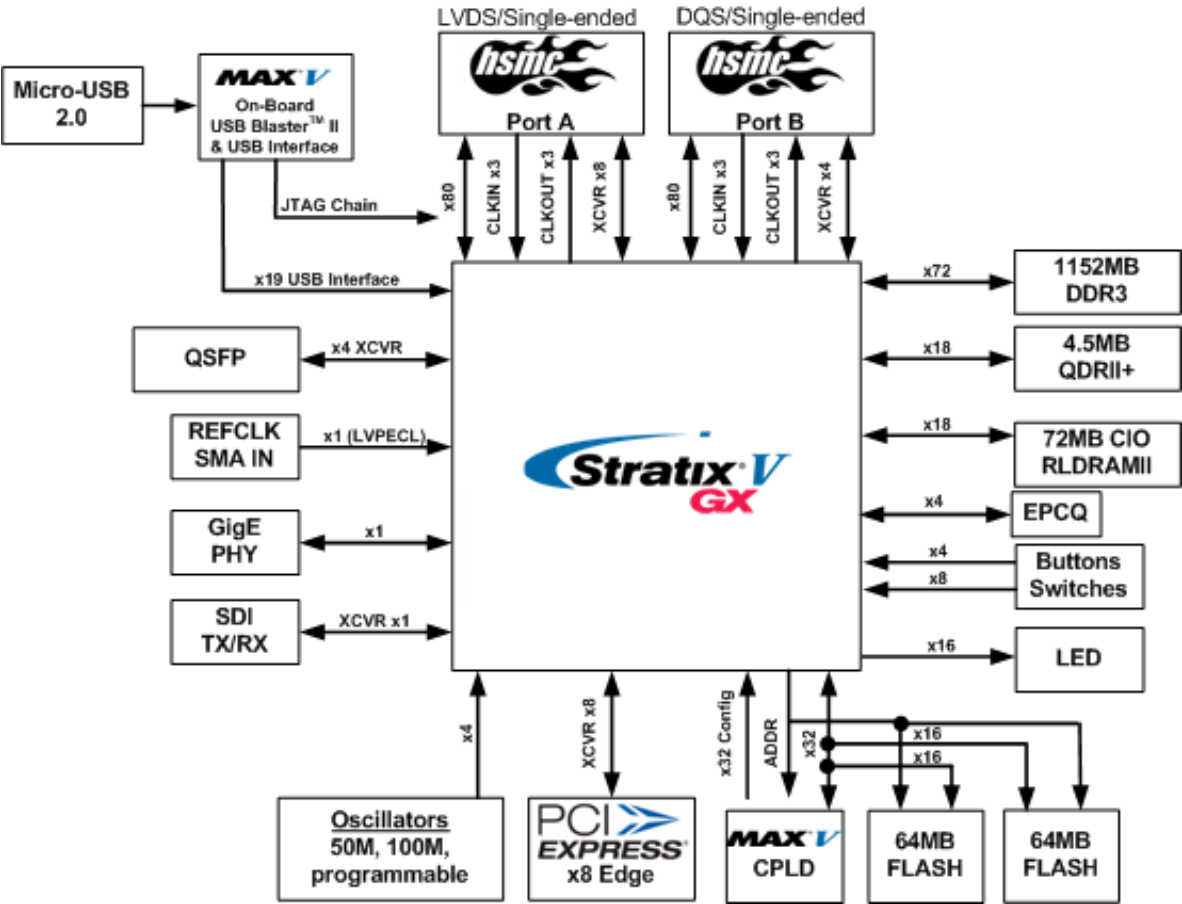 LVDS/Single-ended
DQS/Single-ended
hsmc
Port A
hsmc
Port B
Micro-USB
2.0
MAX V
On-Board
USB Blaster™ II
& USB Interface
JTAG Chain
x19 USB Interface
x80
CLKIN x3
CLKOUT x3
XCVR x8
x80
CLKIN x3
CLKOUT x3
XCVR x4
QSFP
x4 XCVR
REFCLK
SMA IN
x1 (LVPECL)
GigE
PHY
x1
SDI
TX/RX
XCVR x1
Stratix V
GX
x72
1152MB
DDR3
x18
4.5MB
QDRII+
x18
72MB CIO
RLDRAMII
x4
EPCQ
x4
x8
Buttons
Switches
x16
LED
x4
XCVR x8
x32 Config
ADDR
x32
x16
x16
Oscillators
50M, 100M,
programmable
PCI
EXPRESS®
x8 Edge
MAX V
CPLD
64MB
FLASH
64MB
FLASH